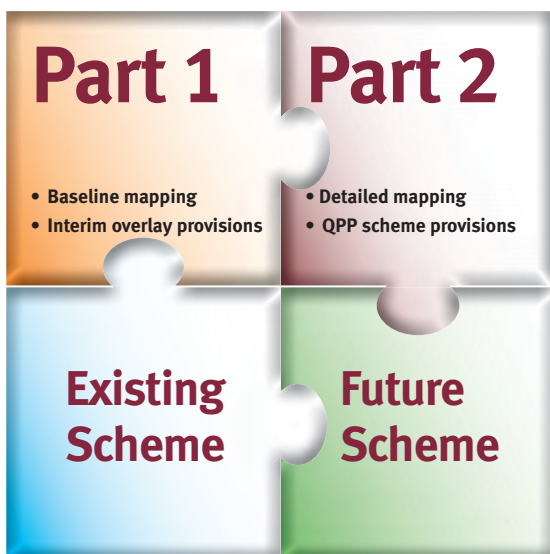 Part 1
• Baseline mapping
• Interim overlay provisions
Part 2
• Detailed mapping
• QPP scheme provisions
Existing
Scheme
Future
Scheme